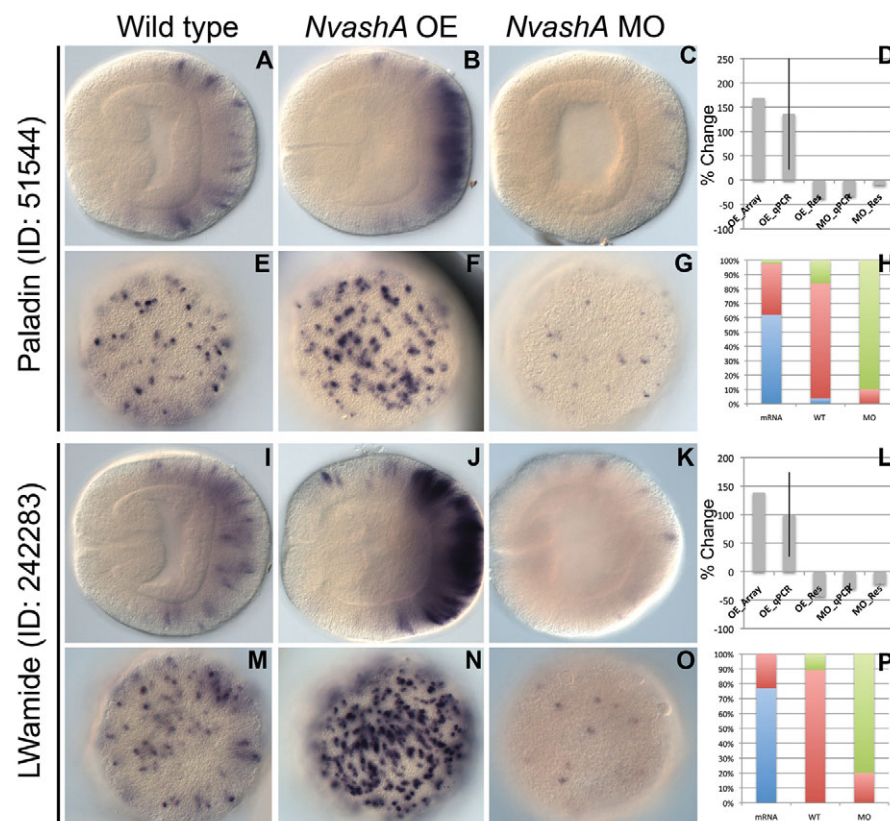 Wild type
NvashA OE
NvashA MO
Paladin (ID: 51544)
A
B
C
D
% Change
250
200
150
100
50
0
-50
-100
OE_Array
OE_qPCR
OE_Res
MO_qPCR
MO_Res
E
F
G
H
100%
90%
80%
70%
60%
50%
40%
30%
20%
10%
0%
mRNA
WT
MO
LWamide (ID: 242283)
I
J
K
L
% Change
200
150
100
50
0
-50
-100
OE_Array
OE_qPCR
OE_Res
MO_qPCR
MO_Res
M
N
O
P
100%
90%
80%
70%
60%
50%
40%
30%
20%
10%
0%
mRNA
WT
MO